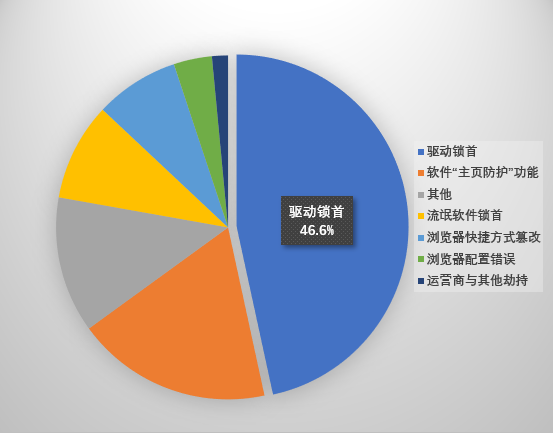 驱动锁首
46.6%
驱动锁首
软件“主页防护”功能
其他
流氓软件锁首
浏览器快捷方式篡改
浏览器配置错误
运营商与其他劫持